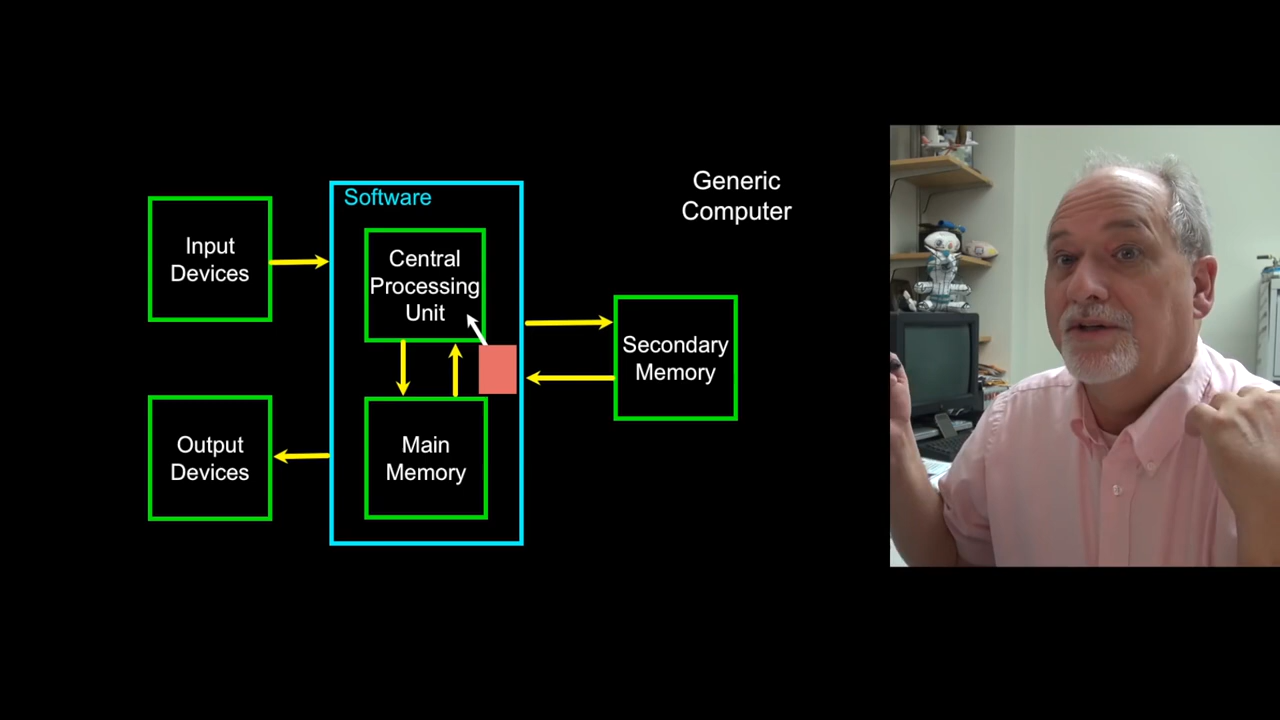 Generic
Computer
Software
Input
Devices
Central
Processing
Unit
Secondary
Memory
Output
Devices
Main
Memory